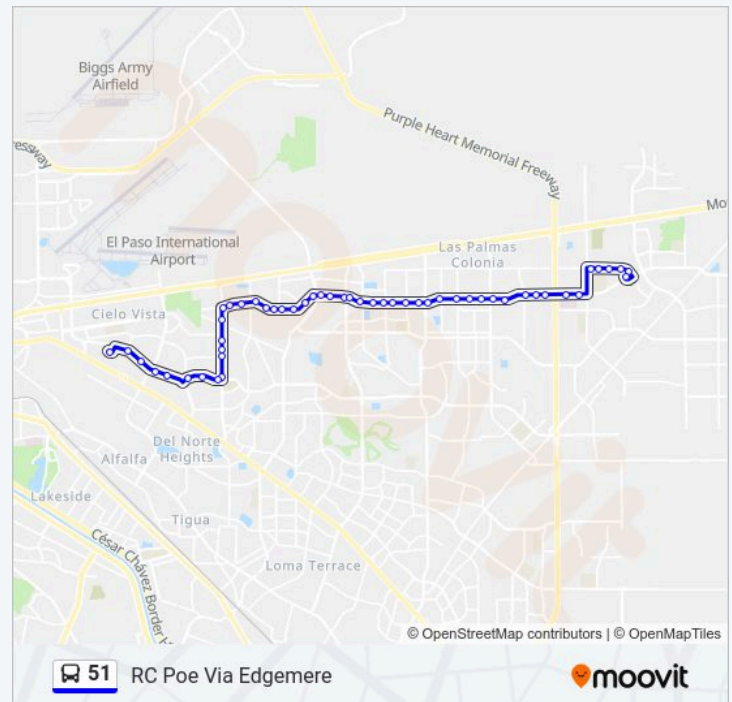 Biggs Army
Airfield
ressway
Purple Heart Memorial Freeway
Mo
El Paso International
Airport
Las Palmas
Colonia
Cielo Vista
Del Norte
Heights
Alfalfa
Lakeside
Tigua
César Chávez Border H
Loma Terrace
© OpenStreetMap contributors | © OpenMapTiles
51 RC Poe Via Edgemere
moovit